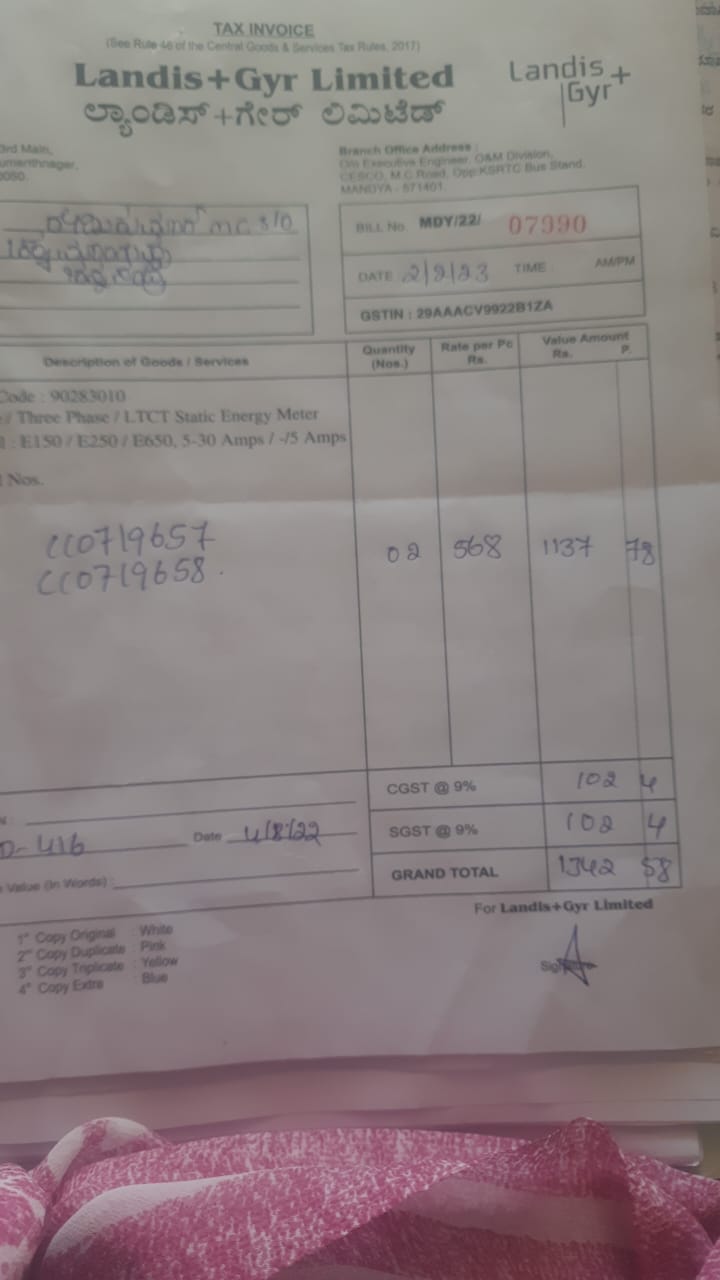 TAX INVOICE
(See Rule 46 of the Central Goods & Services Tax Rules, 2017)
Landis+Gyr Limited
ಲ್ಯಾಂಡಿಸ್+ಗೇರ್ ಲಿಮಿಟೆಡ್
Landis+
Gyr
3rd Main,
umanthnagar,
Branch Office Address :
O/o Executive Engineer, O&M Division,
CESCO, M.C.Road, Opp:KSRTC Bus Stand,
MANDYA - 571401.
M C S/O
BILL No. MDY/22/ 07990
DATE 2/2/23 TIME : AM/PM
GSTIN : 29AAACV9922B1ZA
Description of Goods / Services
Quantity (Nos.)
Rate per Pc Rs.
Value Amount Rs. P.
Code : 90283010
/ Three Phase / LTCT Static Energy Meter
: E150 / E250 / E650, 5-30 Amps / -/5 Amps
Nos.
CC0719657
CC0719658
02 568 1137 78
CGST @ 9% 102 4
SGST @ 9% 102 4
GRAND TOTAL 1342 58
D-416 Date 4/8/22
Value (In Words) :
For Landis+Gyr Limited
1st Copy Original : White
2nd Copy Duplicate : Pink
3rd Copy Triplicate : Yellow
4th Copy Extra : Blue